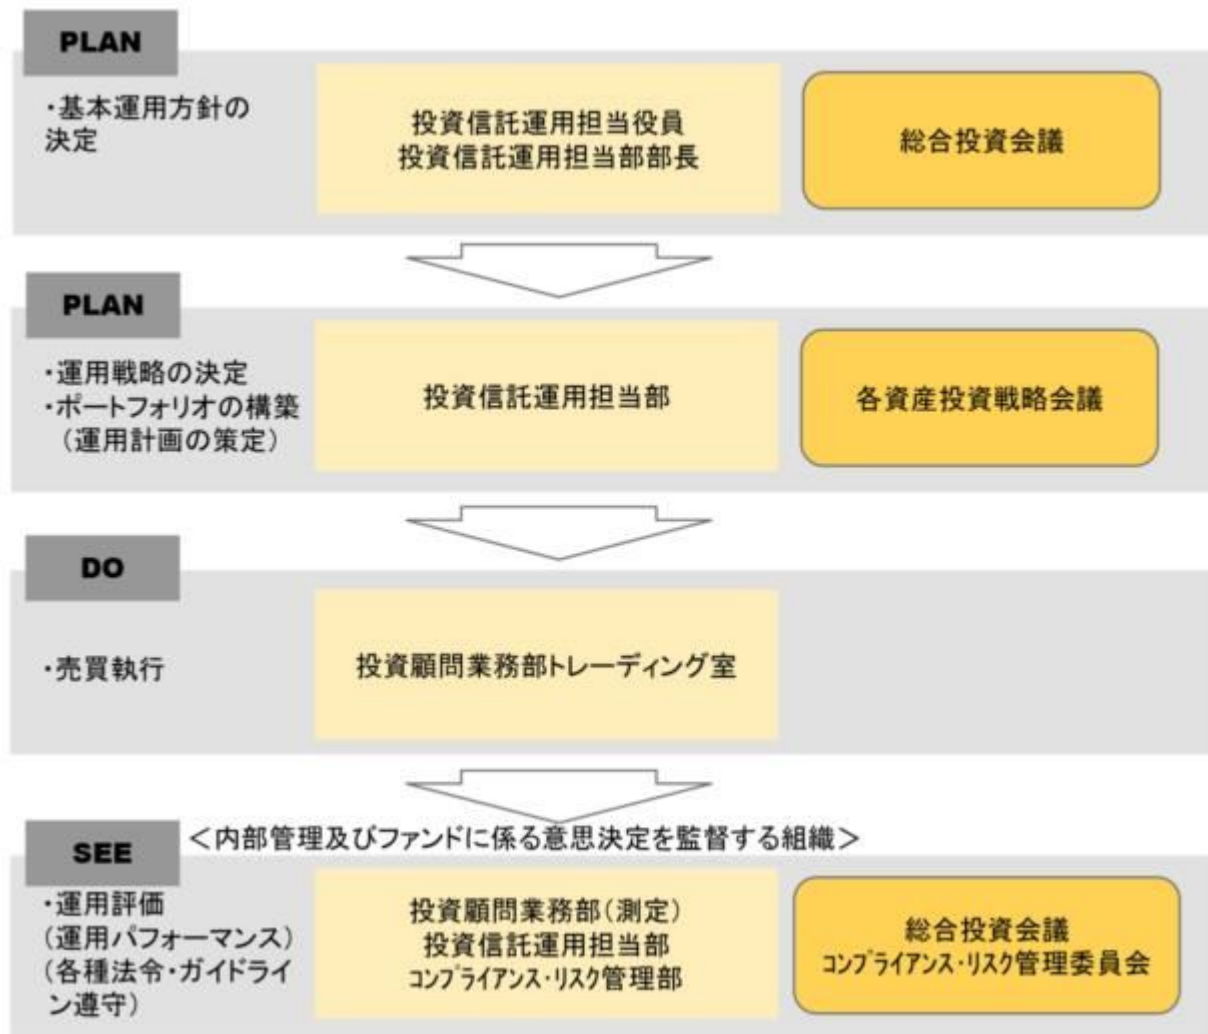 PLAN
・基本運用方針の
決定
投資信託運用担当役員
投資信託運用担当部部長
総合投資会議
PLAN
・運用戦略の決定
・ポートフォリオの構築
（運用計画の策定）
投資信託運用担当部
各資産投資戦略会議
DO
・売買執行
投資顧問業務部トレーディング室
＜内部管理及びファンドに係る意思決定を監督する組織＞
SEE
・運用評価
（運用パフォーマンス）
（各種法令・ガイドライ
ン遵守）
投資顧問業務部（測定）
投資信託運用担当部
ｺﾝﾌﾟﾗｲｱﾝｽ・ﾘｽｸ管理部
総合投資会議
ｺﾝﾌﾟﾗｲｱﾝｽ・ﾘｽｸ管理委員会